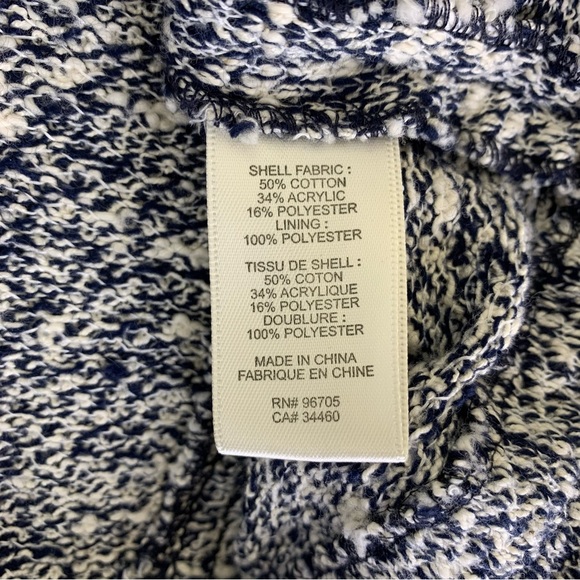 SHELL FABRIC :
50% COTTON
34% ACRYLIC
16% POLYESTER
LINING :
100% POLYESTER
TISSU DE SHELL :
50% COTON
34% ACRYLIQUE
16% POLYESTER
DOUBLURE :
100% POLYESTER
MADE IN CHINA
FABRIQUE EN CHINE
RN# 96705
CA# 34460